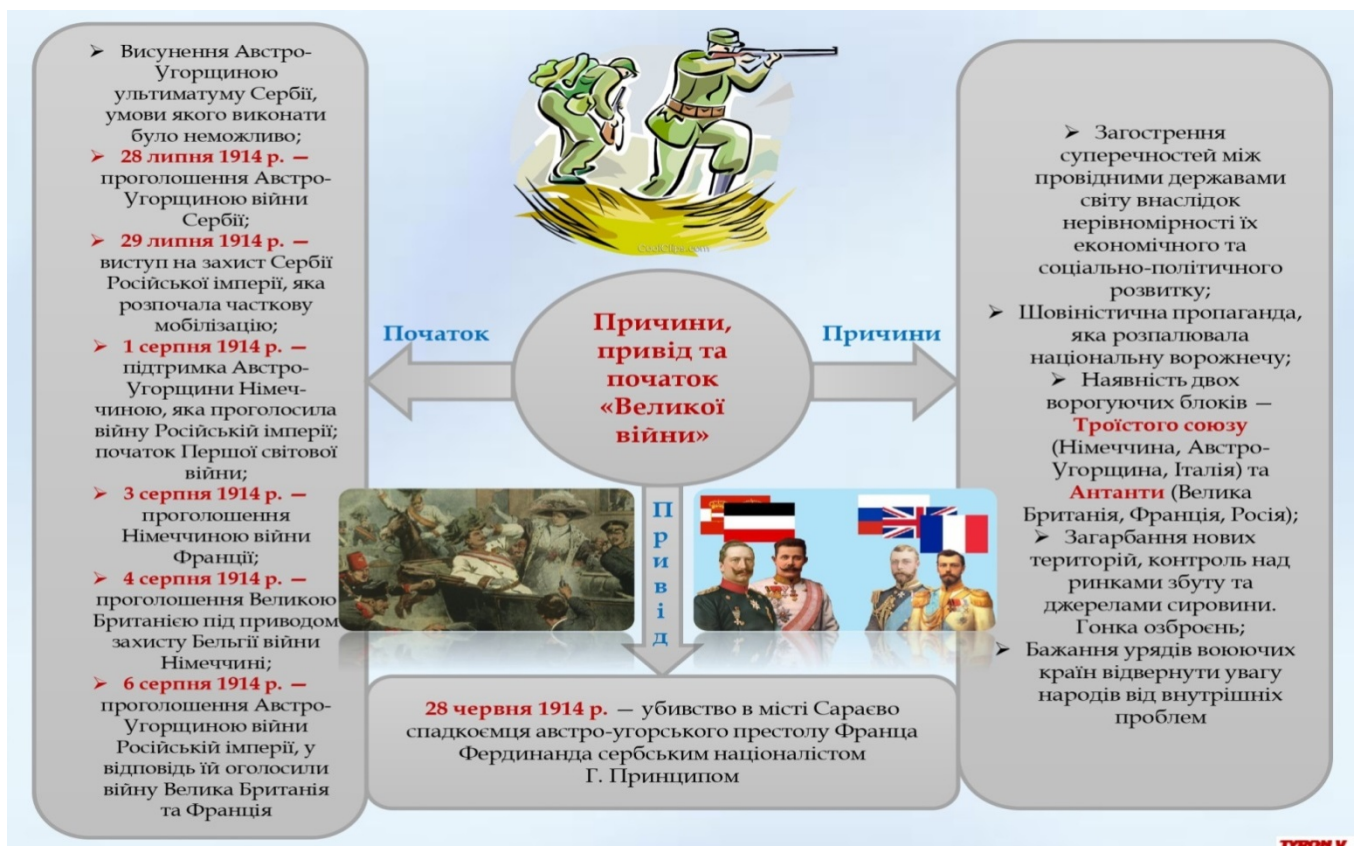 ➢ Висунення Австро-
Угорщиною
ультиматуму Сербії,
умови якого виконати
було неможливо;
➢ 28 липня 1914 р. —
проголошення Австро-
Угорщиною війни
Сербії;
➢ 29 липня 1914 р. —
виступ на захист Сербії
Російської імперії, яка
розпочала часткову
мобілізацію;
➢ 1 серпня 1914 р. —
підтримка Австро-
Угорщини Німеч-
чиною, яка проголосила
війну Російській імперії;
початок Першої світової
війни;
➢ 3 серпня 1914 р. —
проголошення
Німеччиною війни
Франції;
➢ 4 серпня 1914 р. —
проголошення Великою
Британією під приводом
захисту Бельгії війни
Німеччині;
➢ 6 серпня 1914 р. —
проголошення Австро-
Угорщиною війни
Російській імперії, у
відповідь їй оголосили
війну Велика Британія
та Франція
Початок
Причини,
привід та
початок
«Великої
війни»
Причини
Привід
28 червня 1914 р. — убивство в місті Сараєво
спадкоємця австро-угорського престолу Франца
Фердинанда сербським націоналістом
Г. Принципом
➢ Загострення
суперечностей між
провідними державами
світу внаслідок
нерівномірності їх
економічного та
соціально-політичного
розвитку;
➢ Шовіністична пропаганда,
яка розпалювала
національну ворожнечу;
➢ Наявність двох
ворогуючих блоків —
Троїстого союзу
(Німеччина, Австро-
Угорщина, Італія) та
Антанти (Велика
Британія, Франція, Росія);
➢ Загарбання нових
територій, контроль над
ринками збуту та
джерелами сировини.
Гонка озброєнь;
➢ Бажання урядів воюючих
країн відвернути увагу
народів від внутрішніх
проблем
TYRON V